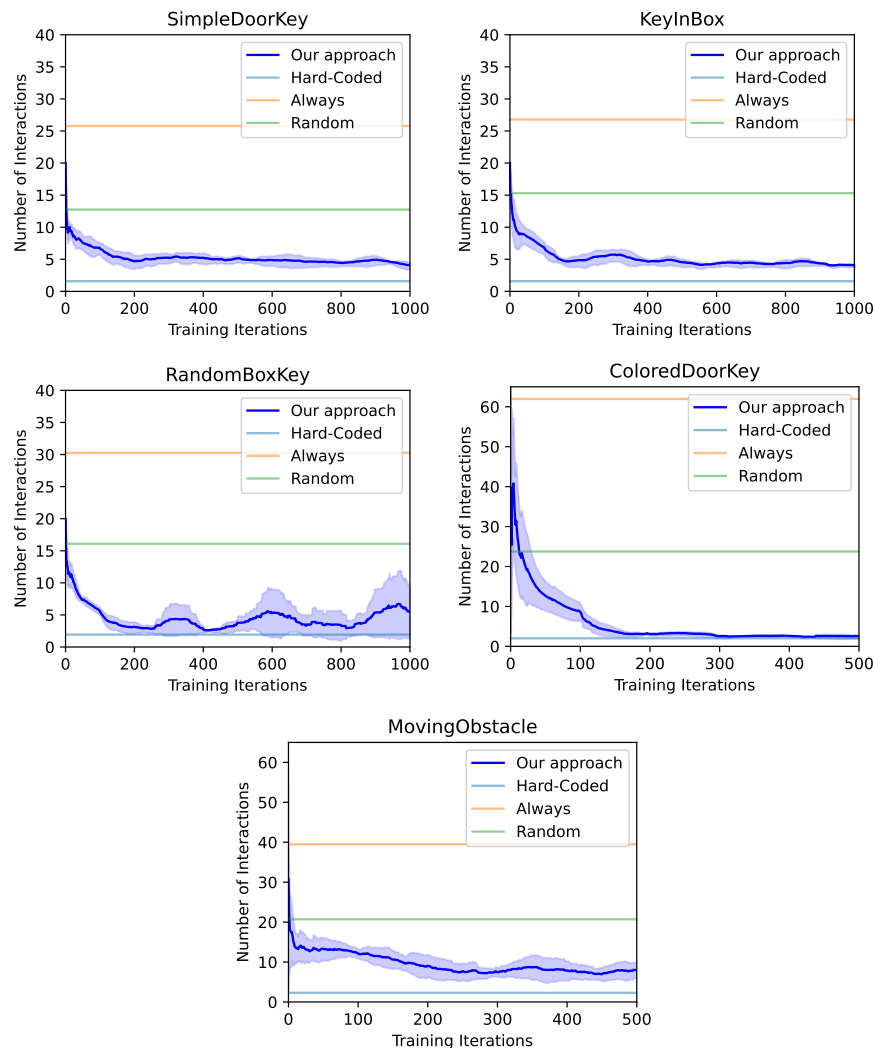 SimpleDoorKey
40
35
30
25
20
15
10
5
0
Number of Interactions
Our approach
Hard-Coded
Always
Random
0 200 400 600 800 1000
Training Iterations
KeyInBox
40
35
30
25
20
15
10
5
0
Number of Interactions
Our approach
Hard-Coded
Always
Random
0 200 400 600 800 1000
Training Iterations
RandomBoxKey
40
35
30
25
20
15
10
5
0
Number of Interactions
Our approach
Hard-Coded
Always
Random
0 200 400 600 800 1000
Training Iterations
ColoredDoorKey
60
50
40
30
20
10
0
Number of Interactions
Our approach
Hard-Coded
Always
Random
0 100 200 300 400 500
Training Iterations
MovingObstacle
60
50
40
30
20
10
0
Number of Interactions
Our approach
Hard-Coded
Always
Random
0 100 200 300 400 500
Training Iterations